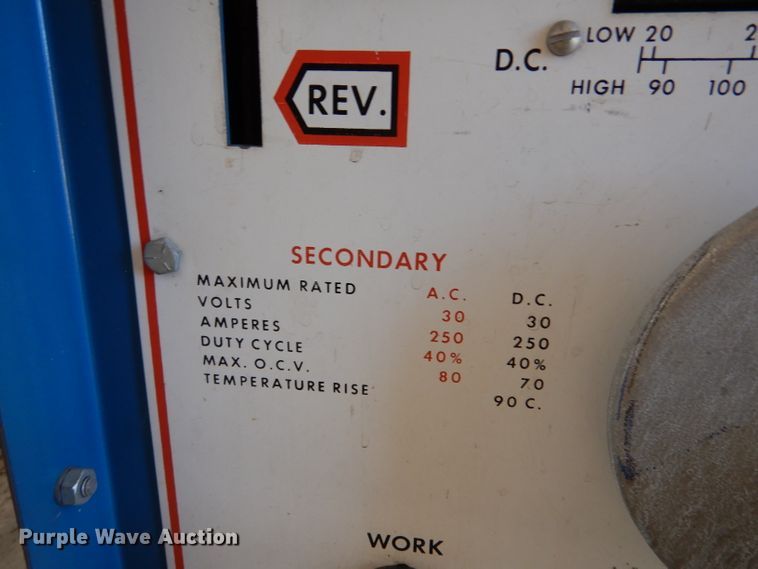 LOW 20 2
D.C.
HIGH 90 100
REV.
SECONDARY
MAXIMUM RATED A.C. D.C.
VOLTS 30 30
AMPERES 250 250
DUTY CYCLE 40% 40%
MAX. O.C.V. 80 70
TEMPERATURE RISE 90 C.
WORK
Purple Wave Auction